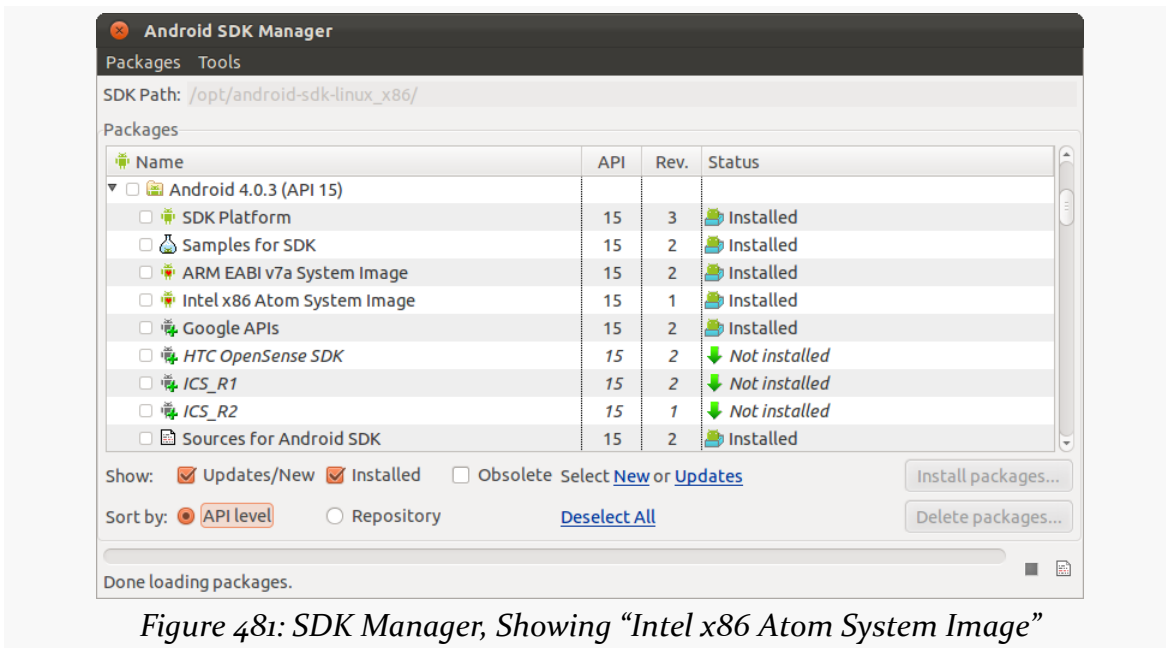 Android SDK Manager
Packages Tools
SDK Path: /opt/android-sdk-linux_x86/
Packages
Name API Rev. Status
Android 4.0.3 (API 15)
SDK Platform 15 3 Installed
Samples for SDK 15 2 Installed
ARM EABI v7a System Image 15 2 Installed
Intel x86 Atom System Image 15 1 Installed
Google APIs 15 2 Installed
HTC OpenSense SDK 15 2 Not installed
ICS_R1 15 2 Not installed
ICS_R2 15 1 Not installed
Sources for Android SDK 15 2 Installed
Show: Updates/New Installed Obsolete Select New or Updates Install packages...
Sort by: API level Repository Deselect All Delete packages...
Done loading packages.
Figure 481: SDK Manager, Showing “Intel x86 Atom System Image”